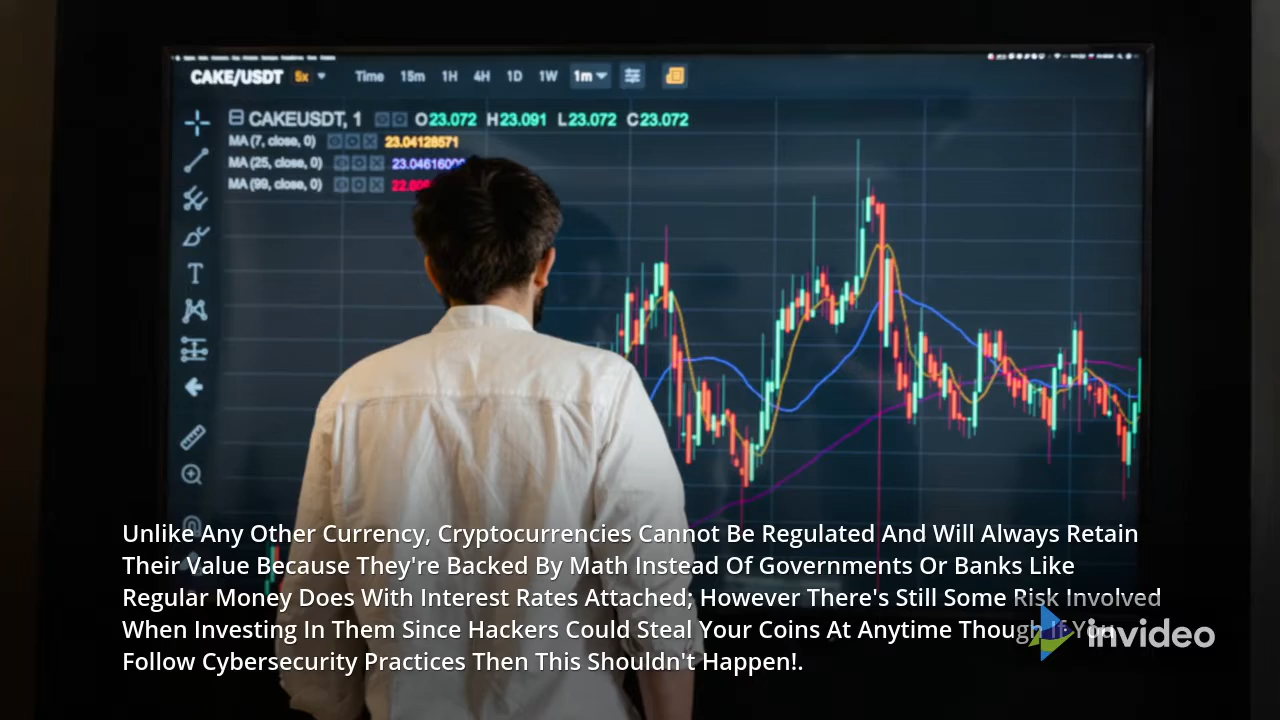 CAKE/USDT 5x Time 15m 1H 4H 1D 1W 1m
CAKEUSDT, 1 O23.072 H23.091 L23.072 C23.072
MA (7, close, 0) 23.04128571
MA (25, close, 0)
MA (99, close, 0)
T
Unlike Any Other Currency, Cryptocurrencies Cannot Be Regulated And Will Always Retain
Their Value Because They're Backed By Math Instead Of Governments Or Banks Like
Regular Money Does With Interest Rates Attached; However There's Still Some Risk Involved
When Investing In Them Since Hackers Could Steal Your Coins At Anytime Though If You
Follow Cybersecurity Practices Then This Shouldn't Happen!.
invideo